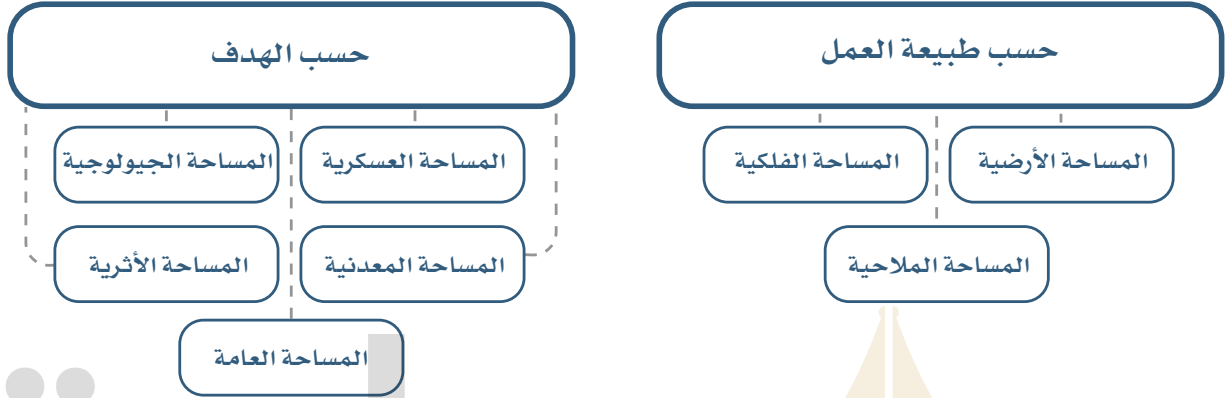 حسب طبيعة العمل
المساحة الأرضية
المساحة الفلكية
المساحة الملاحية
حسب الهدف
المساحة العسكرية
المساحة الجيولوجية
المساحة المعدنية
المساحة الأثرية
المساحة العامة